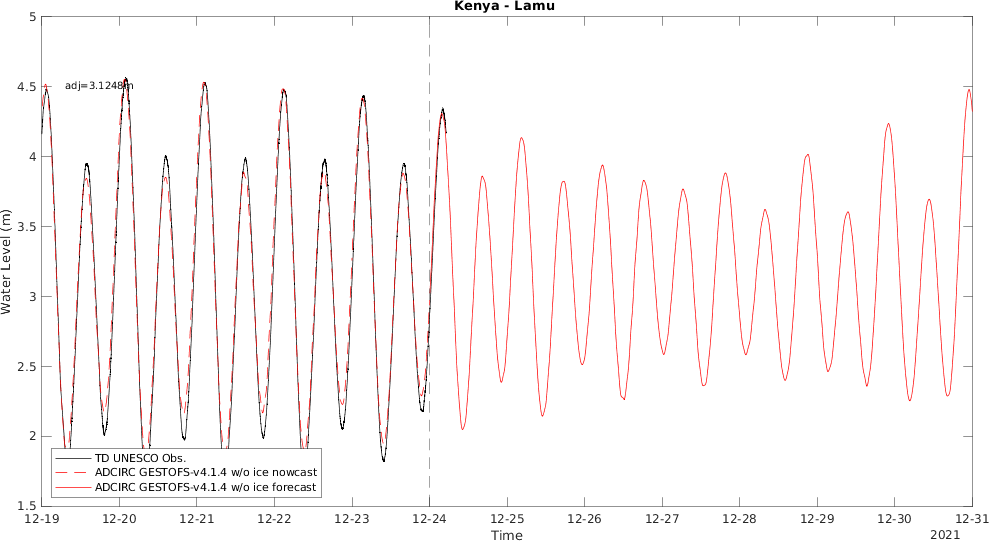 Kenya - Lamu
5
4.5
4
3.5
3
2.5
2
1.5
Water Level (m)
adj=3.1248m
TD UNESCO Obs.
ADCIRC GESTOFS-v4.1.4 w/o ice nowcast
ADCIRC GESTOFS-v4.1.4 w/o ice forecast
12-19 12-20 12-21 12-22 12-23 12-24 12-25 12-26 12-27 12-28 12-29 12-30 12-31
Time
2021